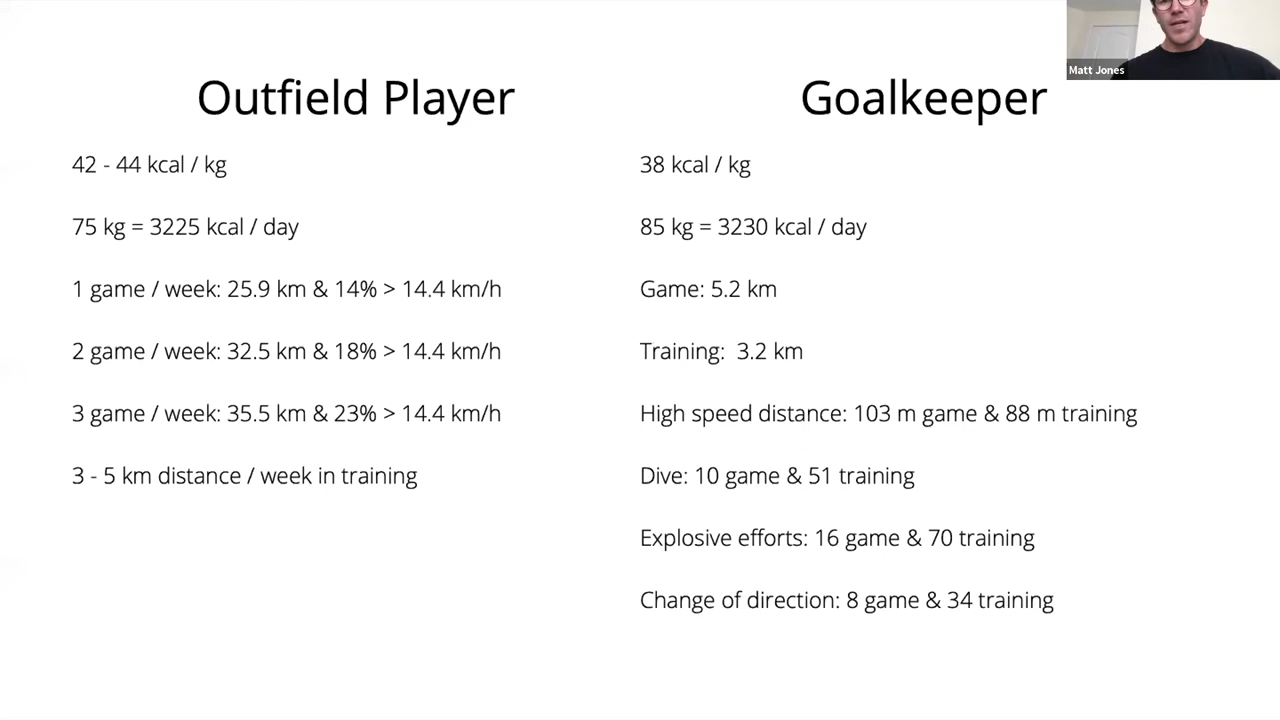 Matt Jones
Outfield Player
42 - 44 kcal / kg
75 kg = 3225 kcal / day
1 game / week: 25.9 km & 14% > 14.4 km/h
2 game / week: 32.5 km & 18% > 14.4 km/h
3 game / week: 35.5 km & 23% > 14.4 km/h
3 - 5 km distance / week in training
Goalkeeper
38 kcal / kg
85 kg = 3230 kcal / day
Game: 5.2 km
Training:  3.2 km
High speed distance: 103 m game & 88 m training
Dive: 10 game & 51 training
Explosive efforts: 16 game & 70 training
Change of direction: 8 game & 34 training